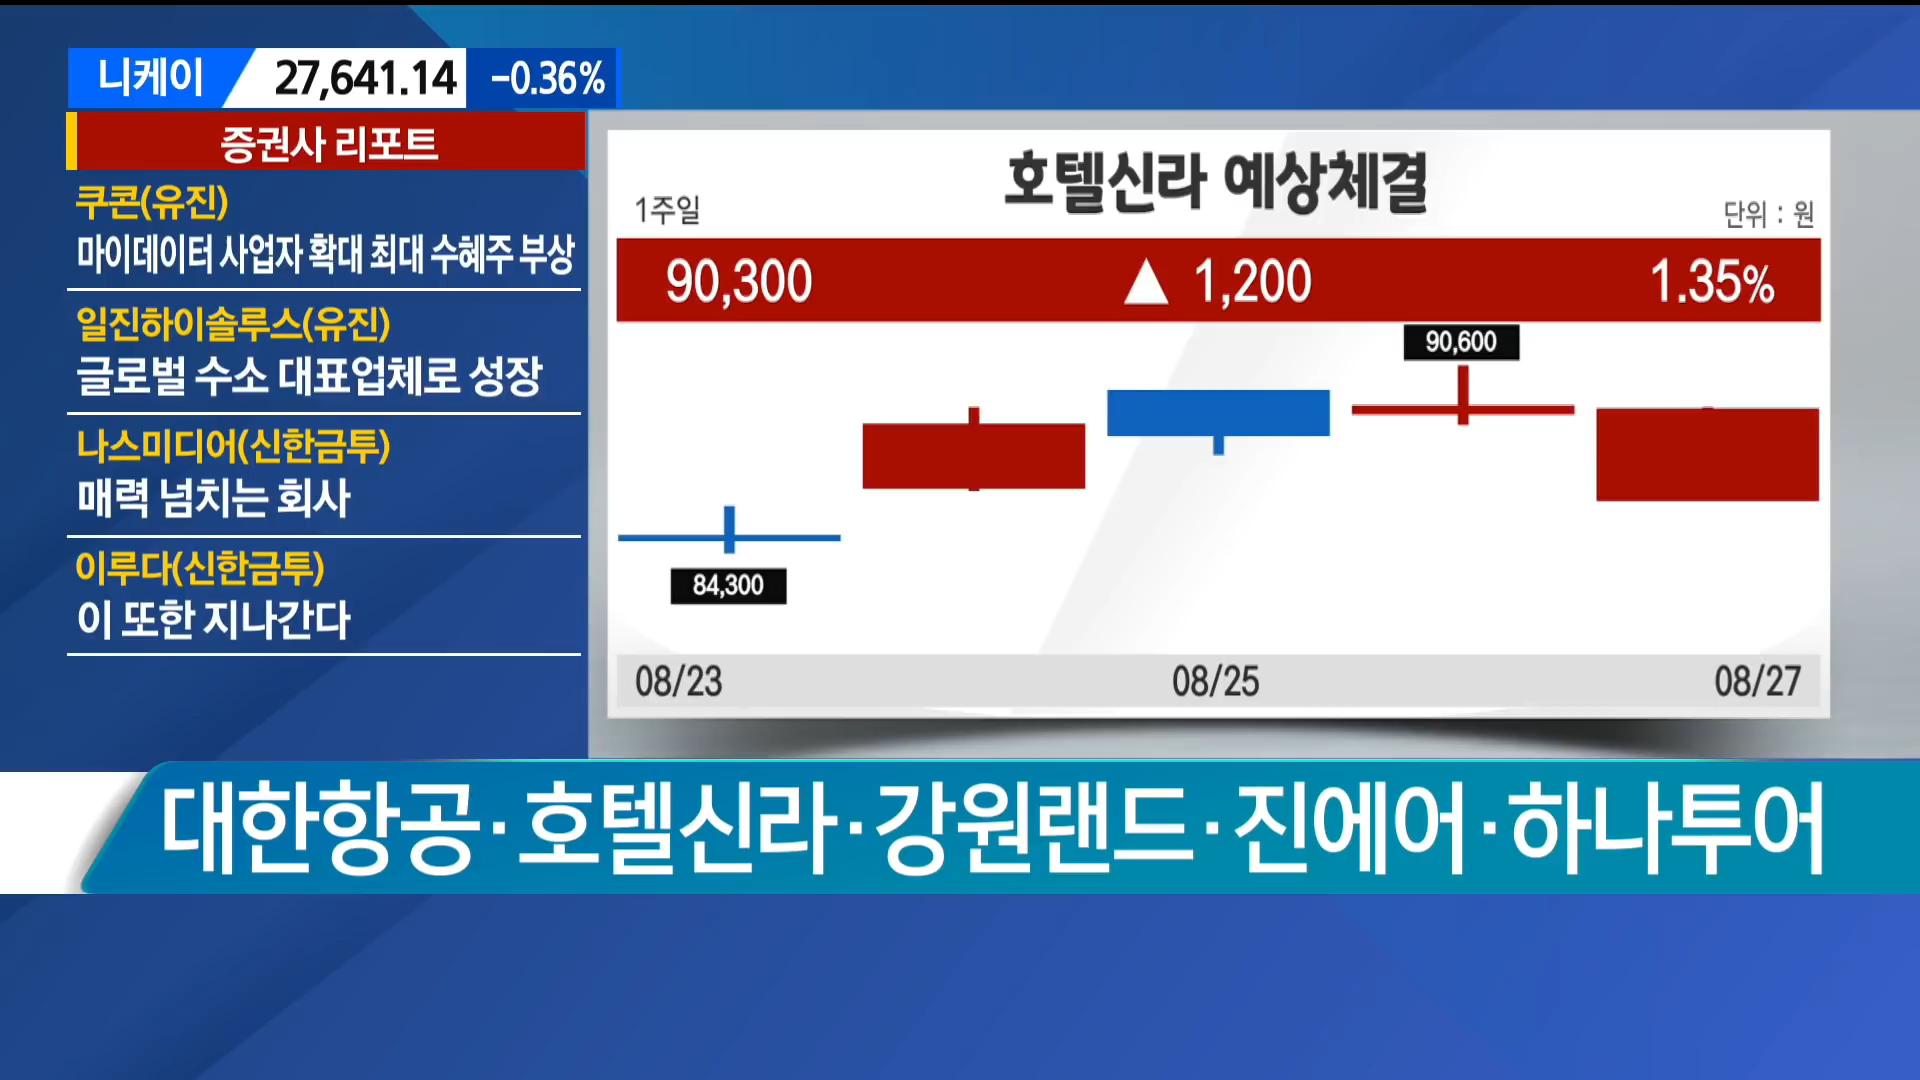 니케이 27,641.14 -0.36%
증권사 리포트
쿠콘(유진)
마이데이터 사업자 확대 최대 수혜주 부상
일진하이솔루스(유진)
글로벌 수소 대표업체로 성장
나스미디어(신한금투)
매력 넘치는 회사
이루다(신한금투)
이 또한 지나간다
호텔신라 예상체결
1주일
단위 : 원
90,300 ▲ 1,200 1.35%
90,600
84,300
08/23 08/25 08/27
대한항공·호텔신라·강원랜드·진에어·하나투어